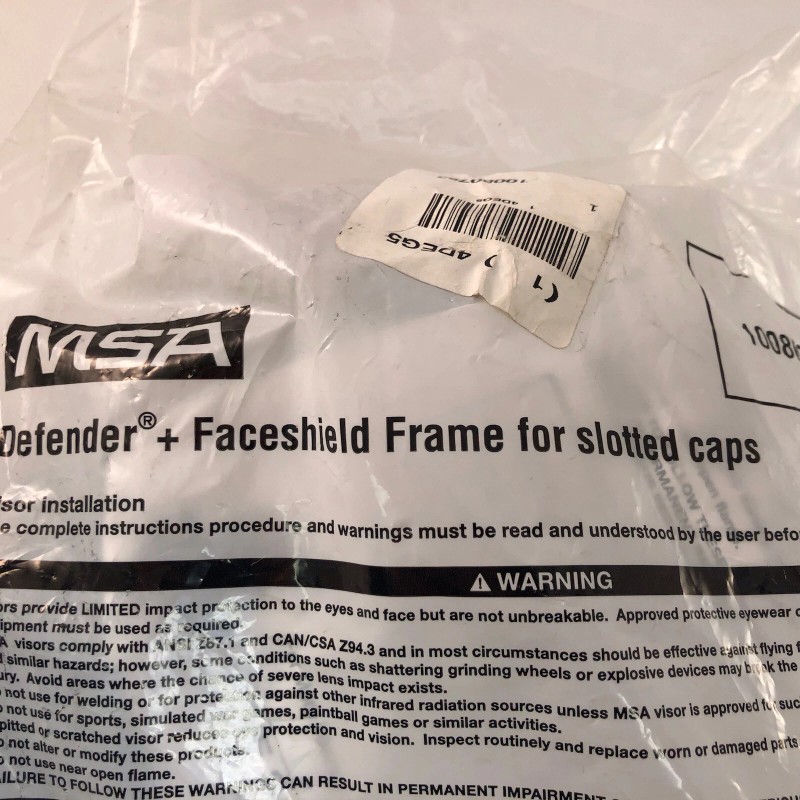 4DEG5
(1 ) 4DEG5
MSA
Defender®+ Faceshield Frame for slotted caps
sor installation
e complete instructions procedure and warnings must be read and understood by the user befo
⚠ WARNING
ors provide LIMITED impact protection to the eyes and face but are not unbreakable. Approved protective eyewear
ipment must be used as required.
A visors comply with ANSI Z87.1 and CAN/CSA Z94.3 and in most circumstances should be effective against flying
similar hazards; however, some conditions such as shattering grinding wheels or explosive devices may break the
ury. Avoid areas where the chance of severe lens impact exists.
not use for welding or for protection against other infrared radiation sources unless MSA visor is approved for suc
not use for sports, simulated war games, paintball games or similar activities.
pitted or scratched visor reduces protection and vision. Inspect routinely and replace worn or damaged parts
o not alter or modify these products.
o not use near open flame.
AILURE TO FOLLOW THESE WARNINGS CAN RESULT IN PERMANENT IMPAIRMENT